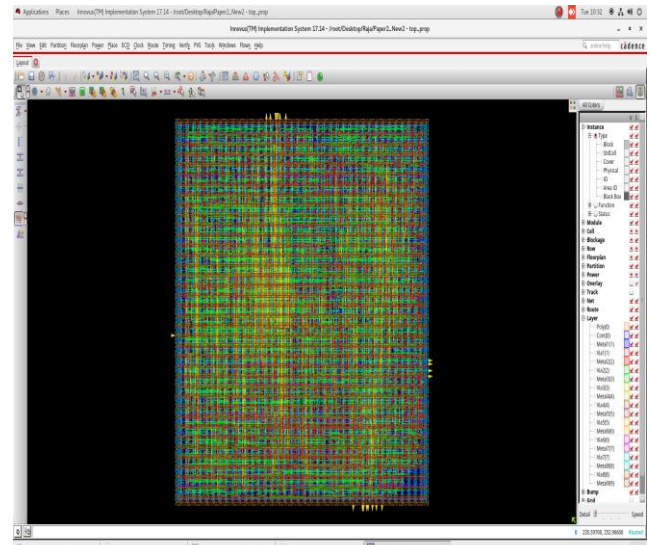 Applications Places Innovus(TM) Implementation System 17.14 - /root/Desktop/Raja/Paper2_New2 - top_prop
Tue 10:32
Innovus(TM) Implementation System 17.14 - /root/Desktop/Raja/Paper2_New2 - top_prop
File View Edit Partition Floorplan Power Place ECO Clock Route Timing Verify PVS Tools Windows Flows Help
cādence
Layout
All Colors
V S
Instance
Type
Block
StdCell
Cover
Physical
IO
Area IO
Black Box
Function
Status
Module
Cell
Blockage
Row
Floorplan
Partition
Power
Overlay
Track
Net
Route
Layer
Poly(0)
Cont(0)
Metal1(1)
Via1(1)
Metal2(2)
Via2(2)
Metal3(3)
Via3(3)
Metal4(4)
Via4(4)
Metal5(5)
Via5(5)
Metal6(6)
Via6(6)
Metal7(7)
Via7(7)
Metal8(8)
Via8(8)
Metal9(9)
Bump
Grid
Detail
Speed
Routed